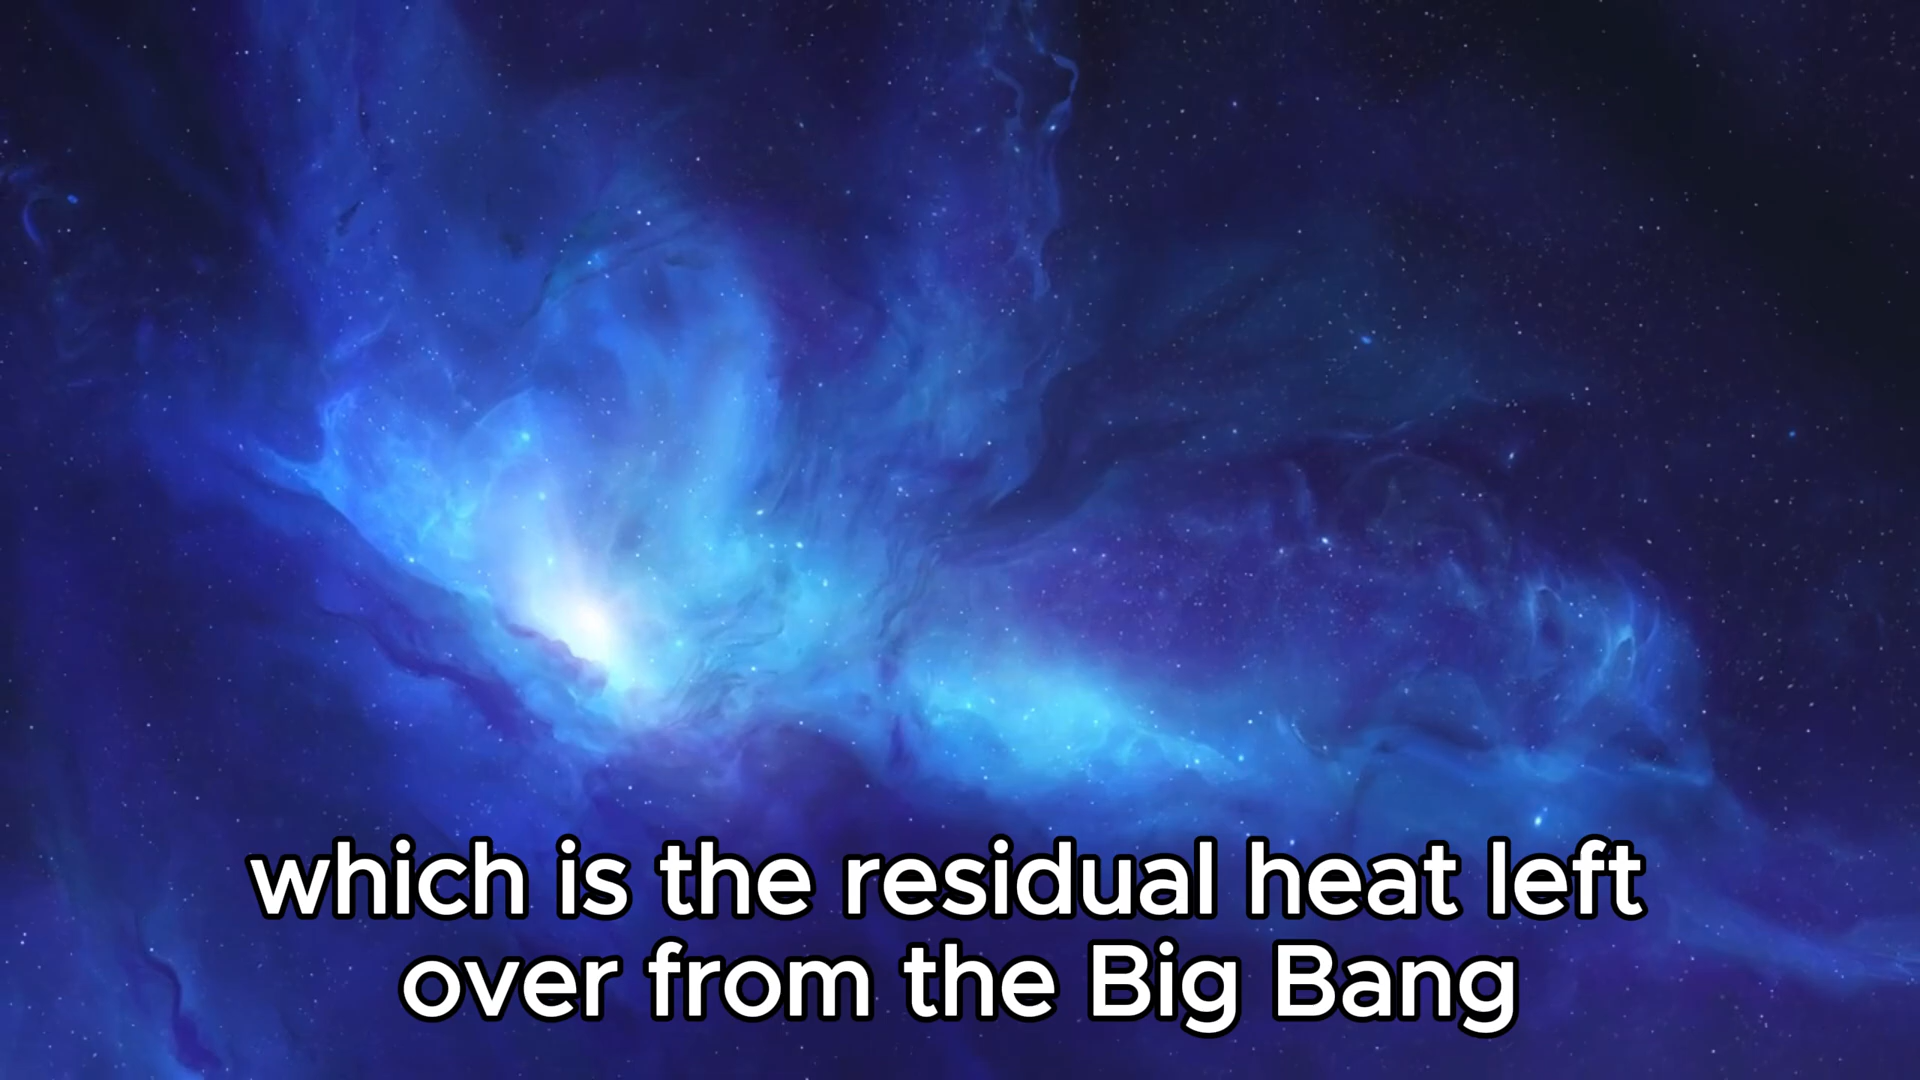 which is the residual heat left
over from the Big Bang